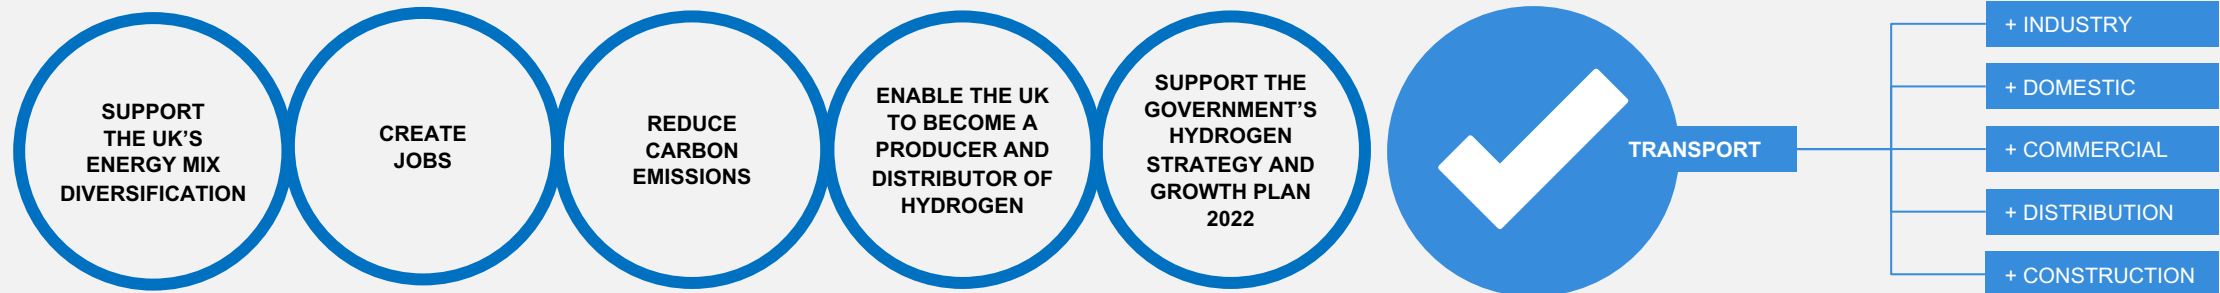 SUPPORT
THE UK'S
ENERGY MIX
DIVERSIFICATION
CREATE
JOBS
REDUCE
CARBON
EMISSIONS
ENABLE THE UK
TO BECOME A
PRODUCER AND
DISTRIBUTOR OF
HYDROGEN
SUPPORT THE
GOVERNMENT’S
HYDROGEN
STRATEGY AND
GROWTH PLAN
2022
TRANSPORT
+ INDUSTRY
+ DOMESTIC
+ COMMERCIAL
+ DISTRIBUTION
+ CONSTRUCTION